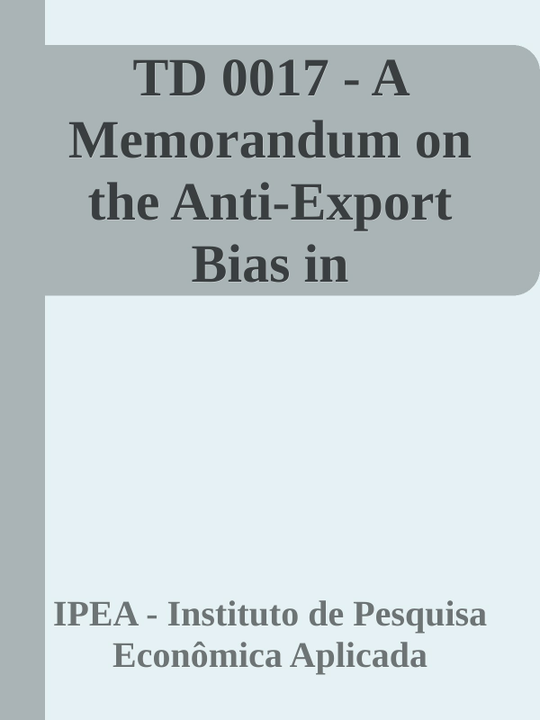 TD 0017 - A
Memorandum on
the Anti-Export
Bias in
IPEA - Instituto de Pesquisa
Econômica Aplicada